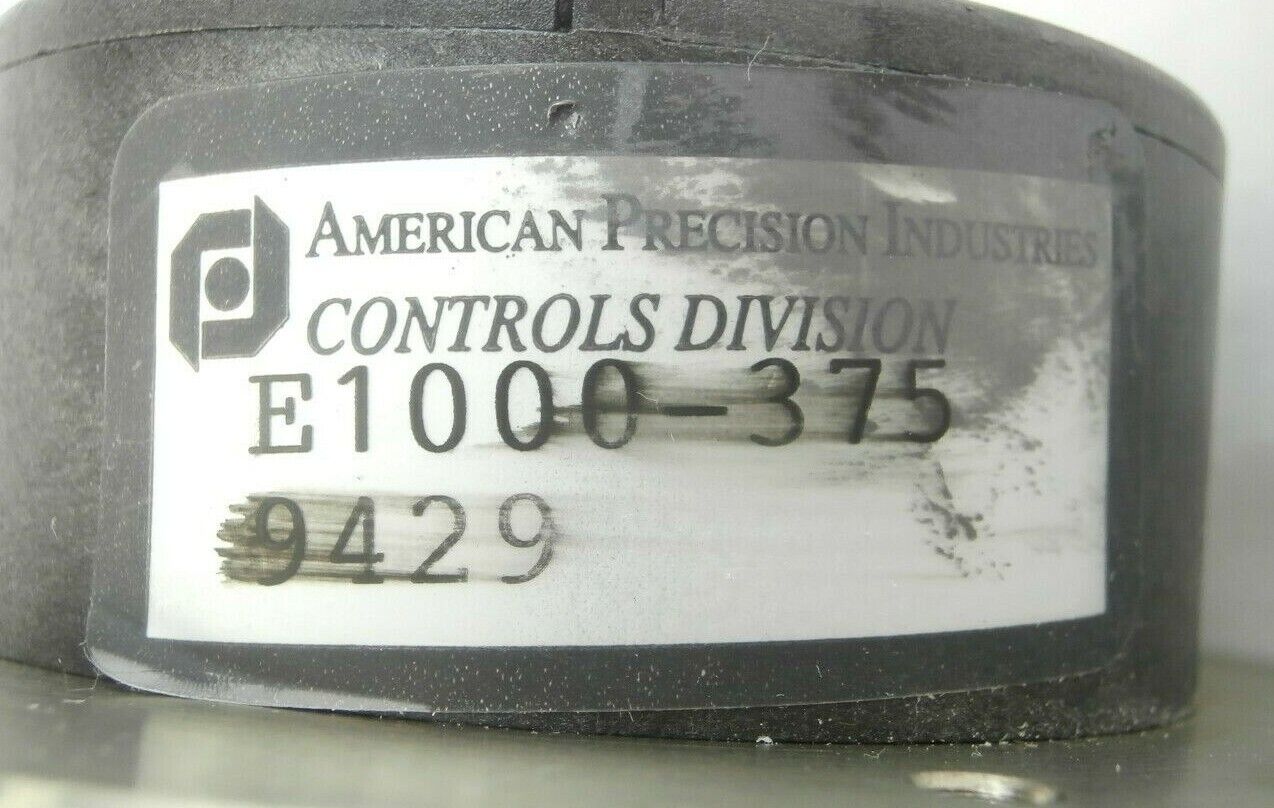 AMERICAN PRECISION INDUSTRIES
CONTROLS DIVISION
E1000-375
9429